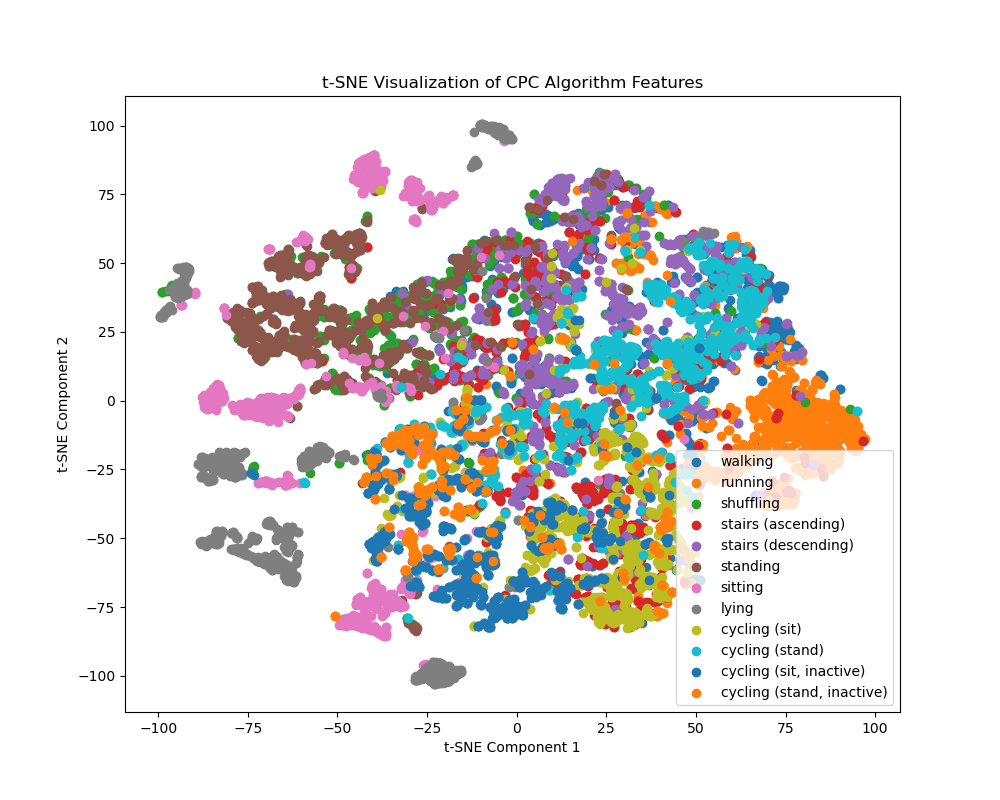 t-SNE Visualization of CPC Algorithm Features
t-SNE Component 2
100
75
50
25
0
−25
−50
−75
−100
walking
running
shuffling
stairs (ascending)
stairs (descending)
standing
sitting
lying
cycling (sit)
cycling (stand)
cycling (sit, inactive)
cycling (stand, inactive)
−100 −75 −50 −25 0 25 50 75 100
t-SNE Component 1